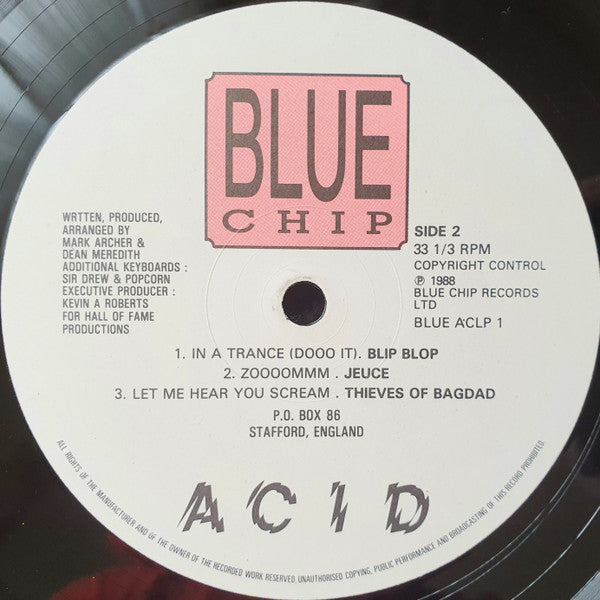 BLUE
CHIP
WRTTEN, PRODUCED,
ARRANGED BY
MARK ARCHER &
DEAN MEREDITH
ADDITIONAL KEYBOARDS :
SIR DREW & POPCORN
EXECUTIVE PRODUCER :
KEVIN A ROBERTS
FOR HALL OF FAME
PRODUCTIONS
SIDE 2
33 1/3 RPM
COPYRIGHT CONTROL
℗ 1988
BLUE CHIP RECORDS
LTD
BLUE A'CLP 1
1. IN A TRANCE (DOOO IT). BLIP BLOP
2. ZOOOOMMM . JEUCE
3. LET ME HEAR YOU SCREAM . THIEVES OF BAGDAD
P.O. BOX 86
STAFFORD, ENGLAND
ACID
ALL RIGHTS OF THE MANUFACTURER AND OF THE OWNER OF THE RECORDED WORK RESERVED, UNAUTHORISED COPYING, PUBLIC PERFORMANCE AND BROADCASTING OF THIS RECORD PROHIBITED.